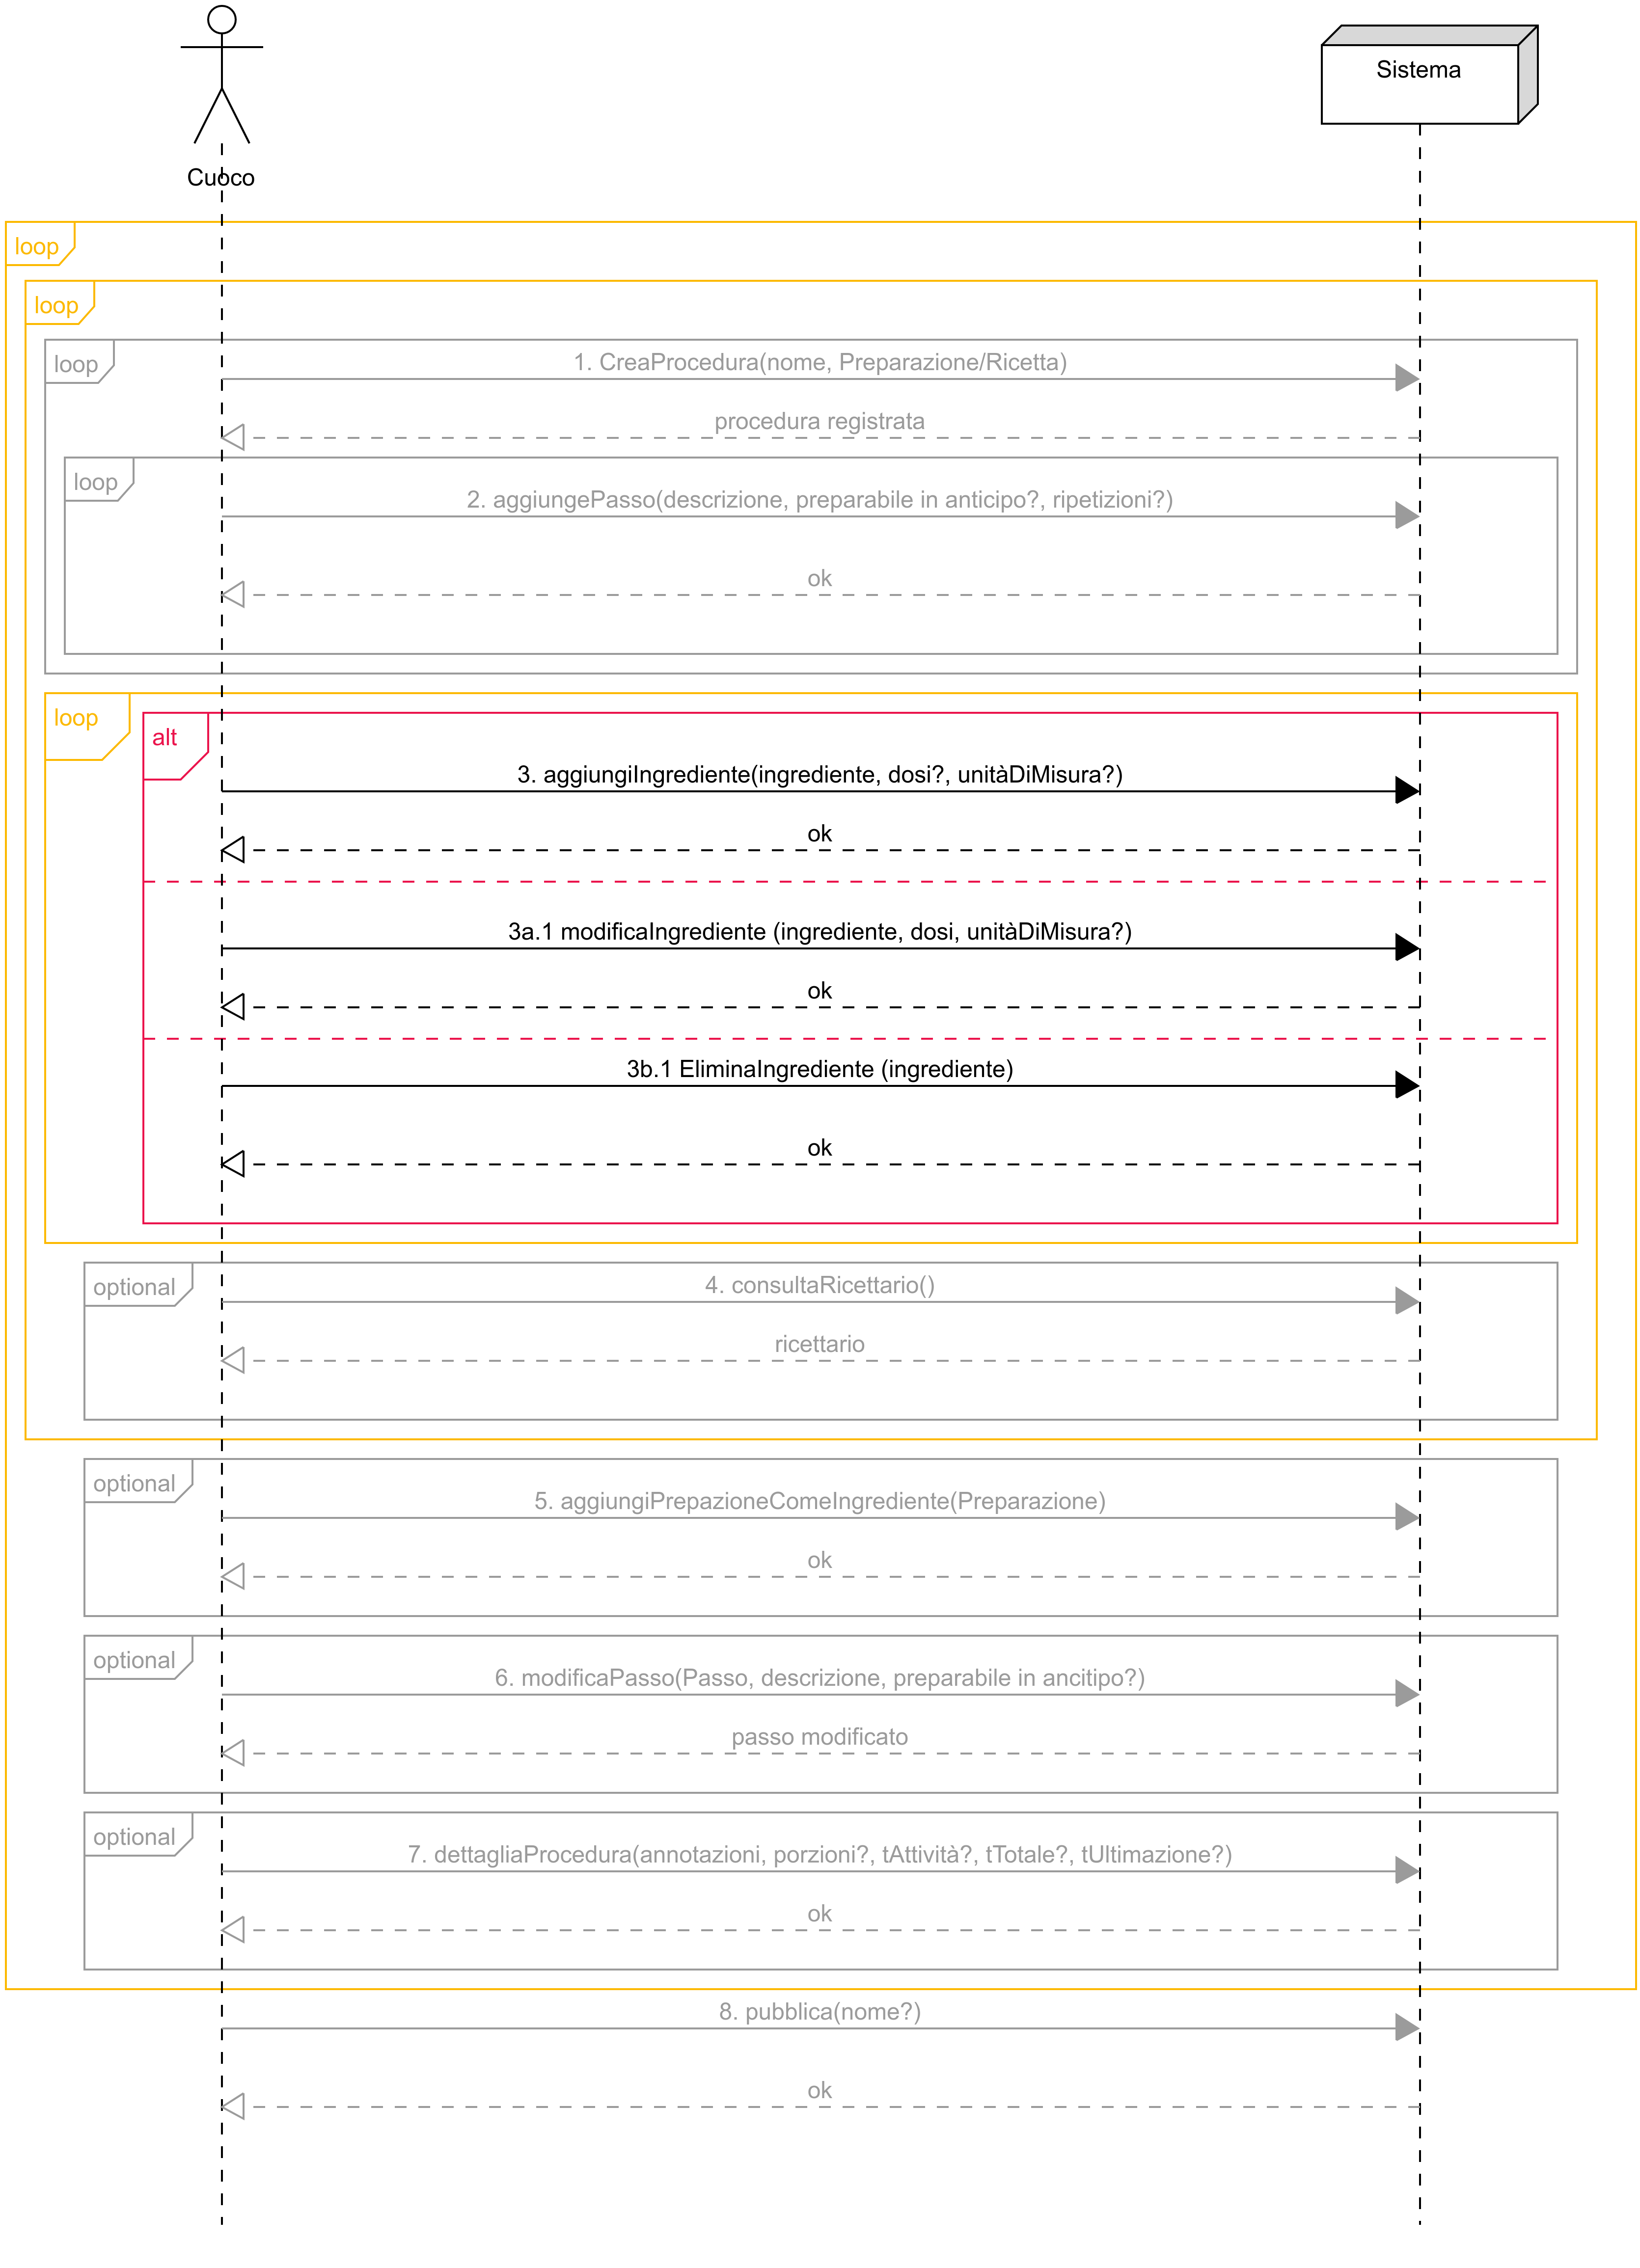 Sistema
Cuoco
loop
loop
loop
1. CreaProcedura(nome, Preparazione/Ricetta)
procedura registrata
loop
2. aggiungePasso(descrizione, preparabile in anticipo?, ripetizioni?)
ok
loop
alt
3. aggiungiIngrediente(ingrediente, dosi?, unitàDiMisura?)
ok
3a.1 modificaIngrediente (ingrediente, dosi, unitàDiMisura?)
ok
3b.1 EliminaIngrediente (ingrediente)
ok
optional
4. consultaRicettario()
ricettario
optional
5. aggiungiPrepazioneComeIngrediente(Preparazione)
ok
optional
6. modificaPasso(Passo, descrizione, preparabile in ancitipo?)
passo modificato
optional
7. dettagliaProcedura(annotazioni, porzioni?, tAttività?, tTotale?, tUltimazione?)
ok
8. pubblica(nome?)
ok